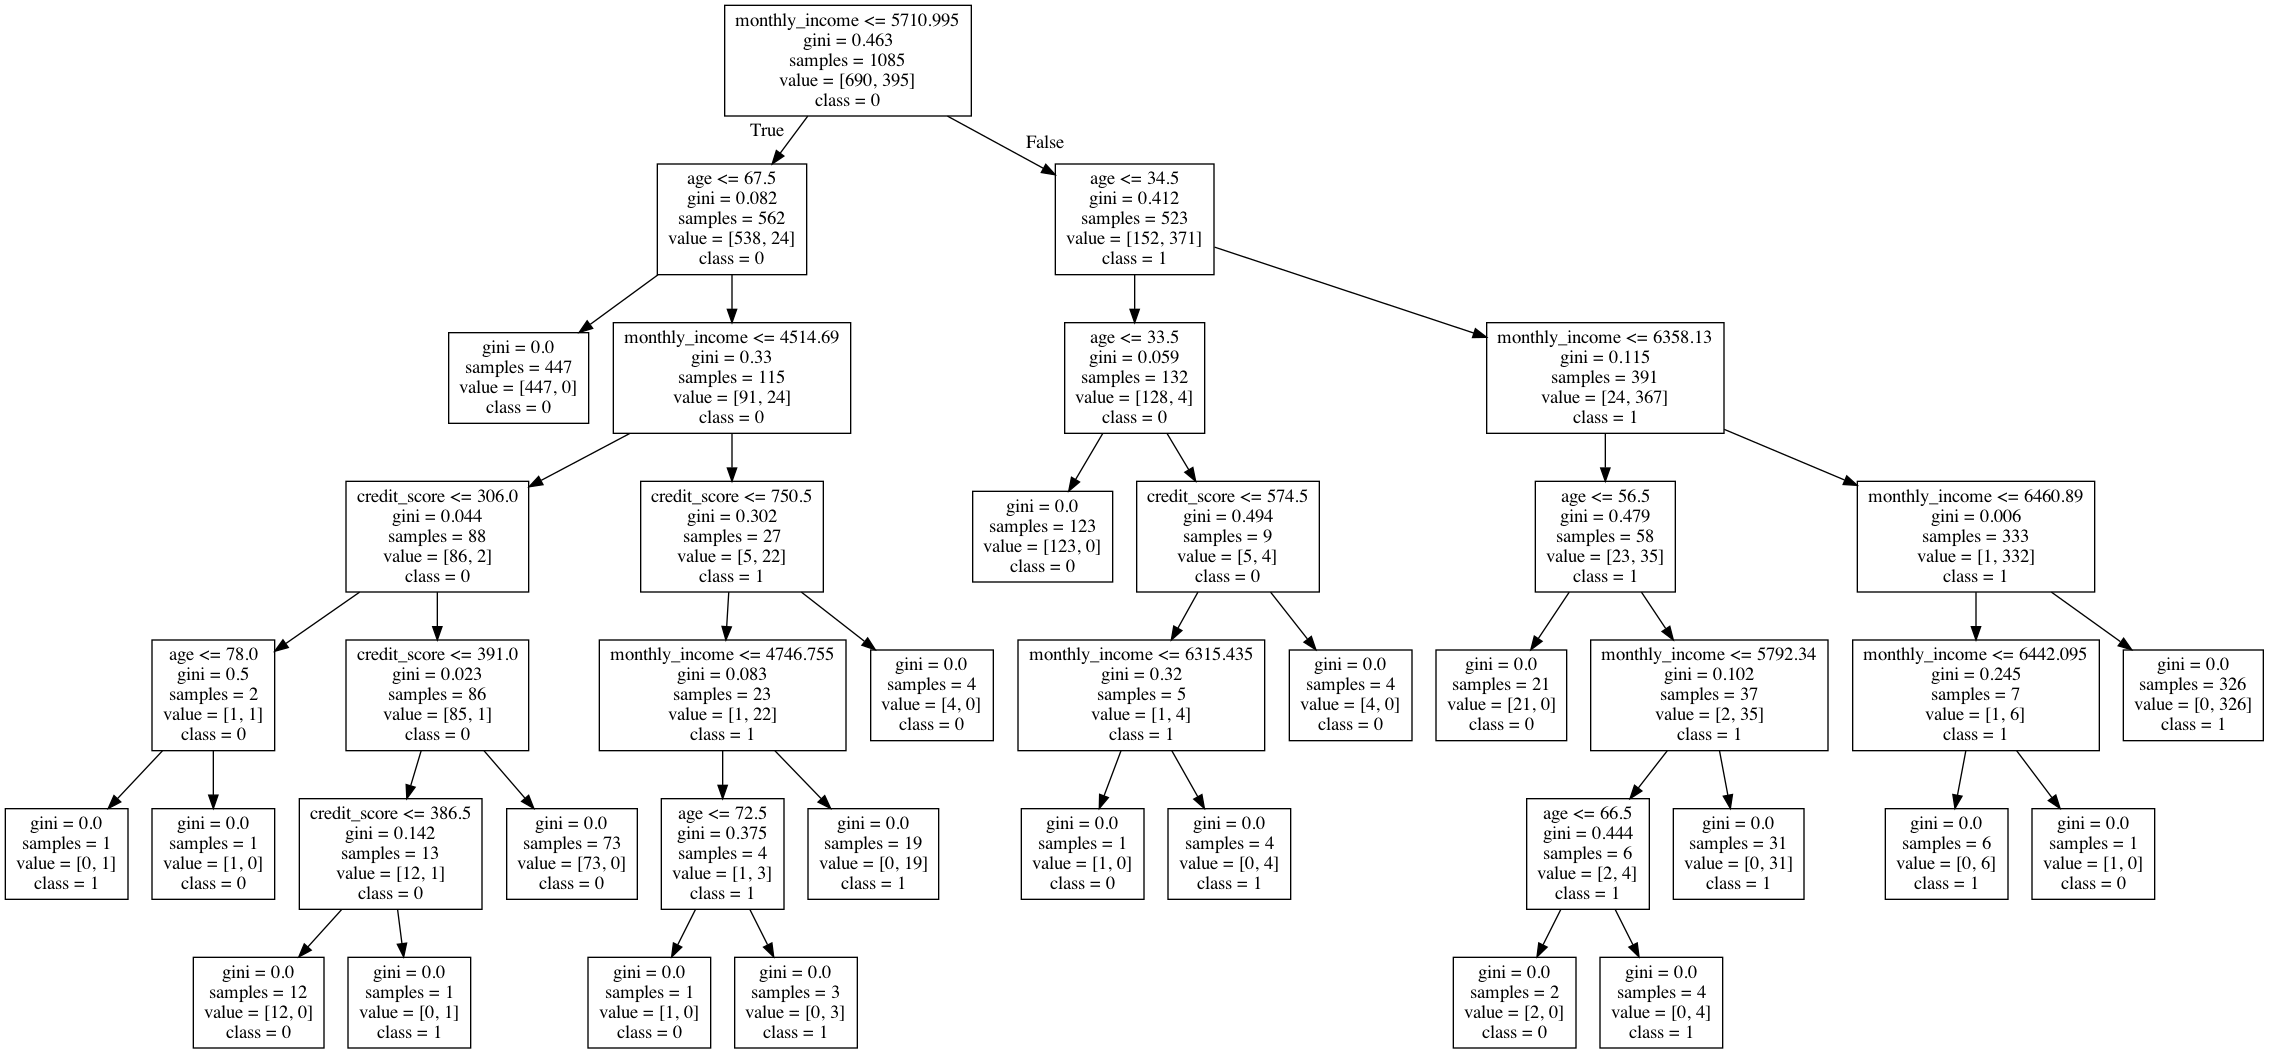 monthly_income <= 5710.995
gini = 0.463
samples = 1085
value = [690, 395]
class = 0
True
False
age <= 67.5
gini = 0.082
samples = 562
value = [538, 24]
class = 0
age <= 34.5
gini = 0.412
samples = 523
value = [152, 371]
class = 1
gini = 0.0
samples = 447
value = [447, 0]
class = 0
monthly_income <= 4514.69
gini = 0.33
samples = 115
value = [91, 24]
class = 0
age <= 33.5
gini = 0.059
samples = 132
value = [128, 4]
class = 0
monthly_income <= 6358.13
gini = 0.115
samples = 391
value = [24, 367]
class = 1
credit_score <= 306.0
gini = 0.044
samples = 88
value = [86, 2]
class = 0
credit_score <= 750.5
gini = 0.302
samples = 27
value = [5, 22]
class = 1
gini = 0.0
samples = 123
value = [123, 0]
class = 0
credit_score <= 574.5
gini = 0.494
samples = 9
value = [5, 4]
class = 0
age <= 56.5
gini = 0.479
samples = 58
value = [23, 35]
class = 1
monthly_income <= 6460.89
gini = 0.006
samples = 333
value = [1, 332]
class = 1
age <= 78.0
gini = 0.5
samples = 2
value = [1, 1]
class = 0
credit_score <= 391.0
gini = 0.023
samples = 86
value = [85, 1]
class = 0
monthly_income <= 4746.755
gini = 0.083
samples = 23
value = [1, 22]
class = 1
gini = 0.0
samples = 4
value = [4, 0]
class = 0
monthly_income <= 6315.435
gini = 0.32
samples = 5
value = [1, 4]
class = 1
gini = 0.0
samples = 4
value = [4, 0]
class = 0
gini = 0.0
samples = 21
value = [21, 0]
class = 0
monthly_income <= 5792.34
gini = 0.102
samples = 37
value = [2, 35]
class = 1
monthly_income <= 6442.095
gini = 0.245
samples = 7
value = [1, 6]
class = 1
gini = 0.0
samples = 326
value = [0, 326]
class = 1
gini = 0.0
samples = 1
value = [0, 1]
class = 1
gini = 0.0
samples = 1
value = [1, 0]
class = 0
credit_score <= 386.5
gini = 0.142
samples = 13
value = [12, 1]
class = 0
gini = 0.0
samples = 73
value = [73, 0]
class = 0
age <= 72.5
gini = 0.375
samples = 4
value = [1, 3]
class = 1
gini = 0.0
samples = 19
value = [0, 19]
class = 1
gini = 0.0
samples = 1
value = [1, 0]
class = 0
gini = 0.0
samples = 4
value = [0, 4]
class = 1
age <= 66.5
gini = 0.444
samples = 6
value = [2, 4]
class = 1
gini = 0.0
samples = 31
value = [0, 31]
class = 1
gini = 0.0
samples = 6
value = [0, 6]
class = 1
gini = 0.0
samples = 1
value = [1, 0]
class = 0
gini = 0.0
samples = 12
value = [12, 0]
class = 0
gini = 0.0
samples = 1
value = [0, 1]
class = 1
gini = 0.0
samples = 1
value = [1, 0]
class = 0
gini = 0.0
samples = 3
value = [0, 3]
class = 1
gini = 0.0
samples = 2
value = [2, 0]
class = 0
gini = 0.0
samples = 4
value = [0, 4]
class = 1